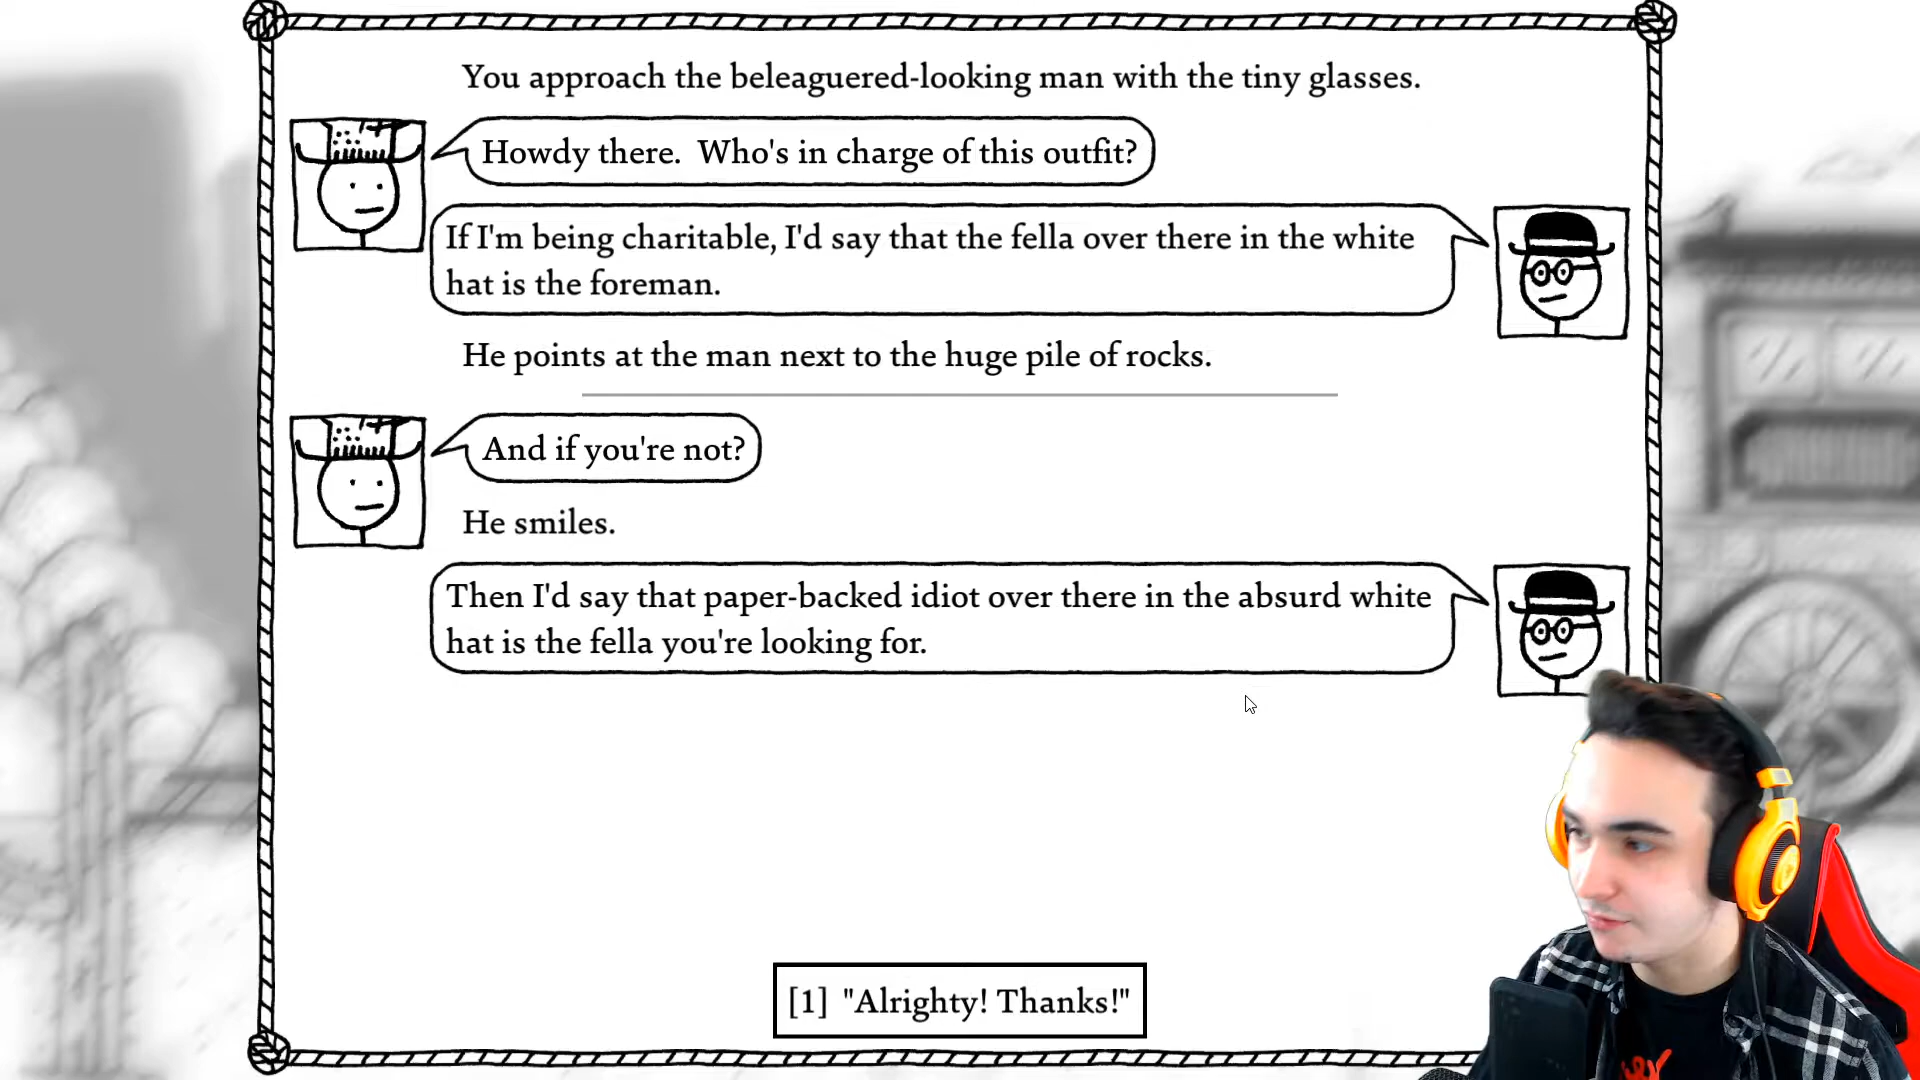 You approach the beleaguered-looking man with the tiny glasses.
Howdy there.  Who's in charge of this outfit?
If I'm being charitable, I'd say that the fella over there in the white
hat is the foreman.
He points at the man next to the huge pile of rocks.
And if you're not?
He smiles.
Then I'd say that paper-backed idiot over there in the absurd white
hat is the fella you're looking for.
[1] "Alrighty! Thanks!"